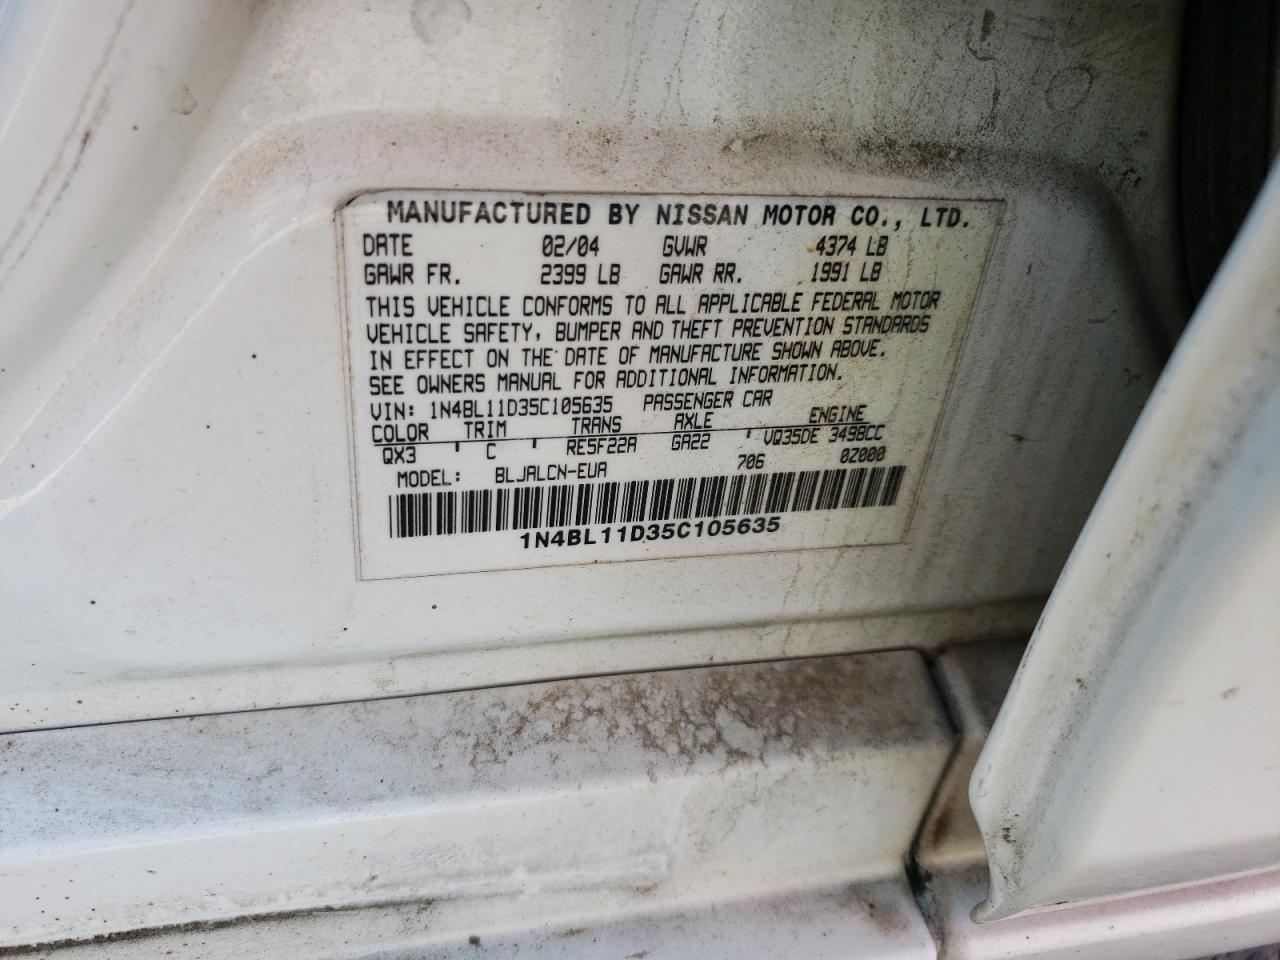 MANUFACTURED BY NISSAN MOTOR CO., LTD.
DATE 02/04 GVWR 4374 LB
GAWR FR. 2399 LB GAWR RR. 1991 LB
THIS VEHICLE CONFORMS TO ALL APPLICABLE FEDERAL MOTOR
VEHICLE SAFETY, BUMPER AND THEFT PREVENTION STANDARDS
IN EFFECT ON THE DATE OF MANUFACTURE SHOWN ABOVE.
SEE OWNERS MANUAL FOR ADDITIONAL INFORMATION.
VIN: 1N4BL11D35C105635 PASSENGER CAR
COLOR TRIM TRANS AXLE ENGINE
QX3 ' C ' RE5F22A GA22 ' VQ35DE 3498CC
MODEL: BLJALCN-EUA 706 0Z000
1N4BL11D35C105635